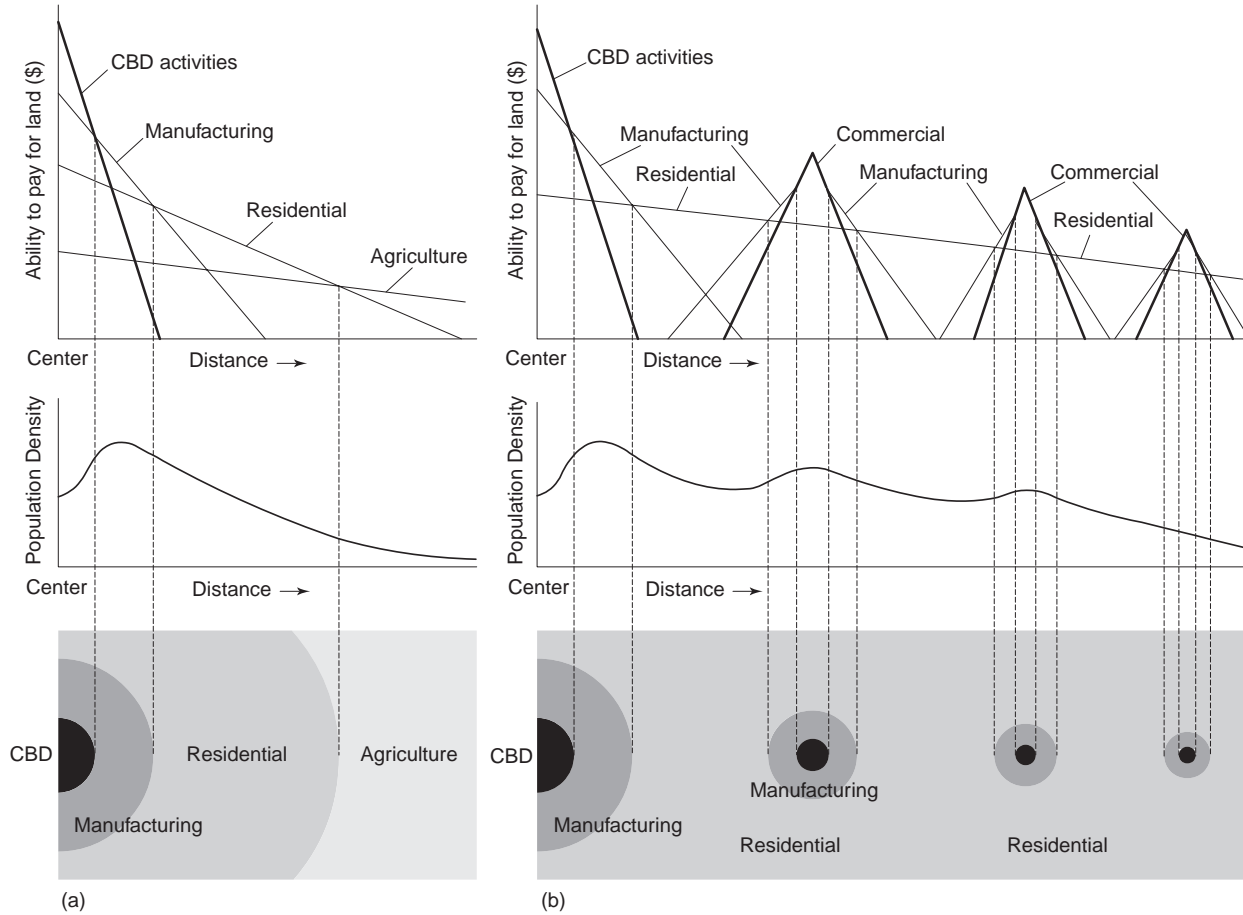 Ability to pay for land ($)
CBD activities
Manufacturing
Residential
Agriculture
Center
Distance
Population Density
Center
Distance
CBD
Residential
Agriculture
Manufacturing
(a)
Ability to pay for land ($)
CBD activities
Manufacturing
Commercial
Residential
Manufacturing
Commercial
Residential
Center
Distance
Population Density
Center
Distance
CBD
Manufacturing
Manufacturing
Residential
Residential
(b)